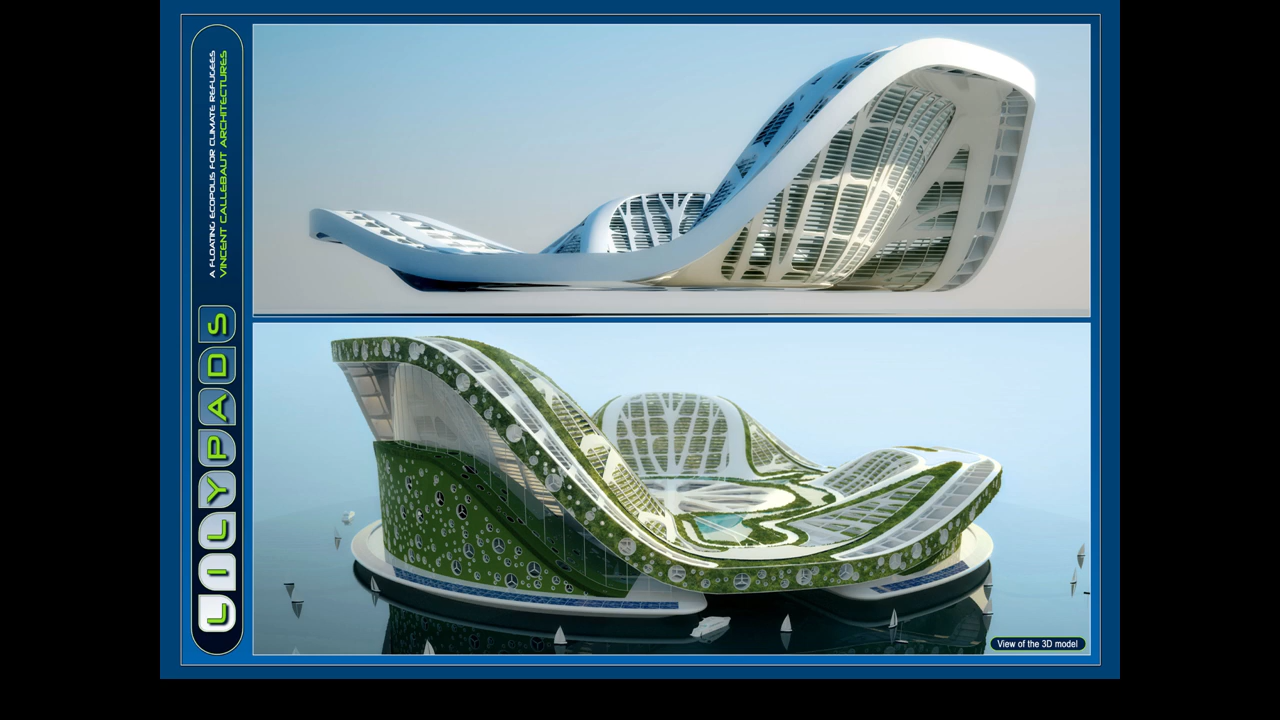 A FLOATING ECOPOLIS FOR CLIMATE REFUGEES
VINCENT CALLEBAUT ARCHITECTURES
LILYPADS
View of the 3D model